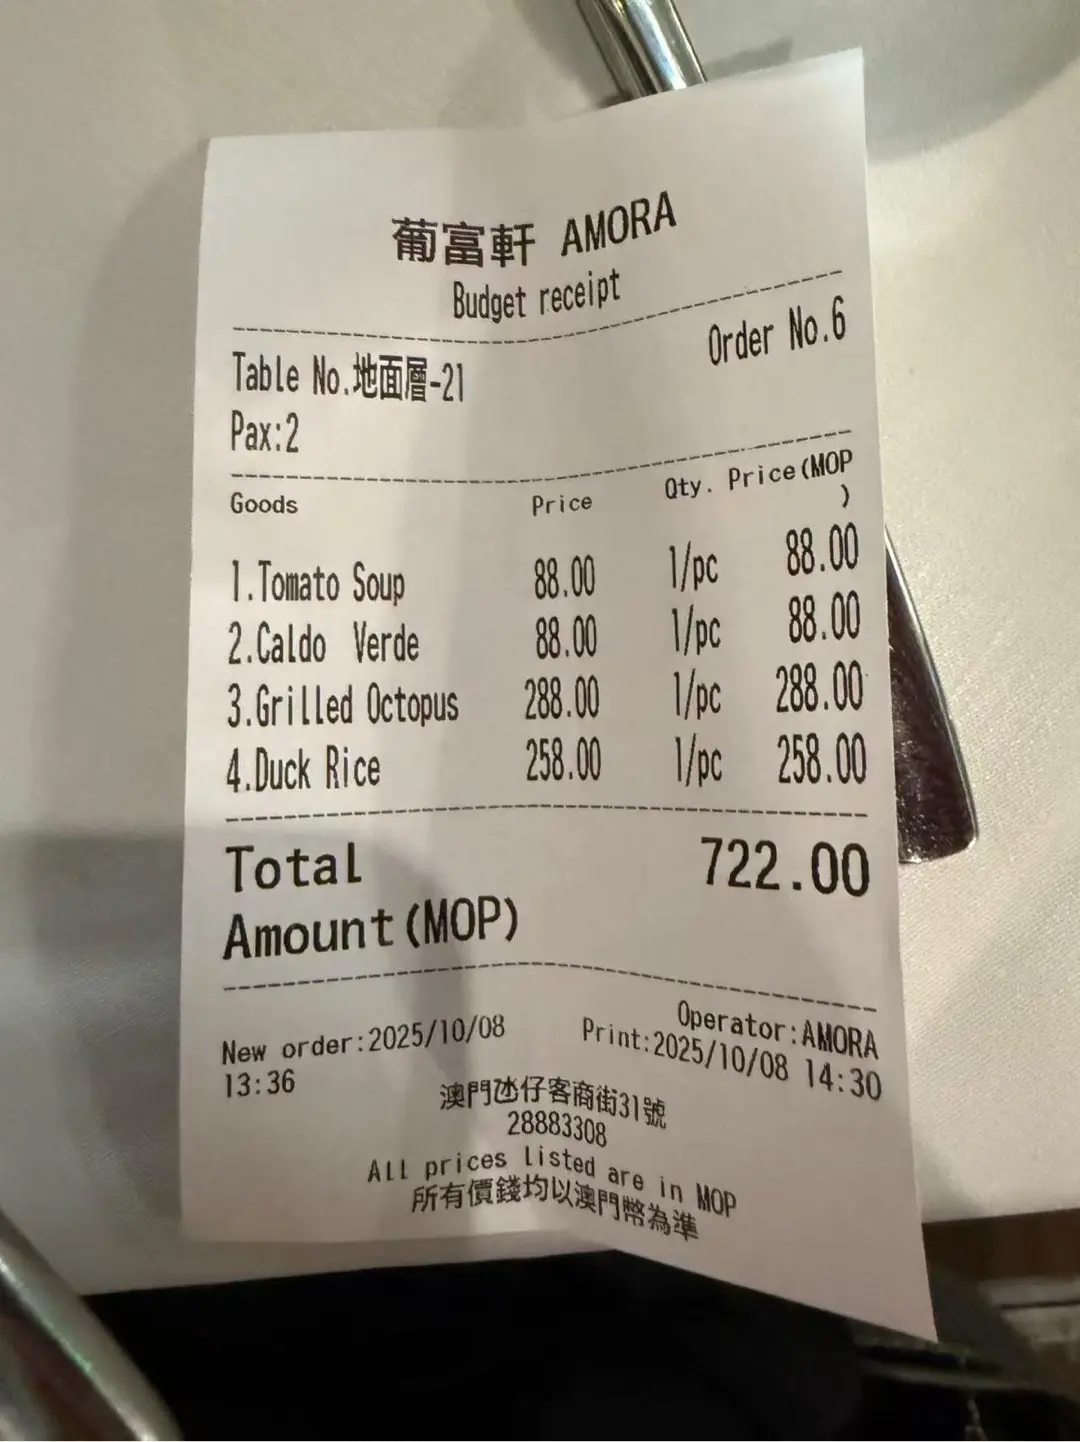 葡富軒 AMORA
Budget receipt
Order No.6
Table No.地面層-21
Pax:2
Goods Price Qty. Price(MOP
)
1.Tomato Soup 88.00 1/pc 88.00
2.Caldo Verde 88.00 1/pc 88.00
3.Grilled Octopus 288.00 1/pc 288.00
4.Duck Rice 258.00 1/pc 258.00
Total 722.00
Amount(MOP)
Operator:AMORA
New order:2025/10/08 Print:2025/10/08 14:30
13:36
澳門氹仔客商街31號
28883308
All prices listed are in MOP
所有價錢均以澳門幣為準